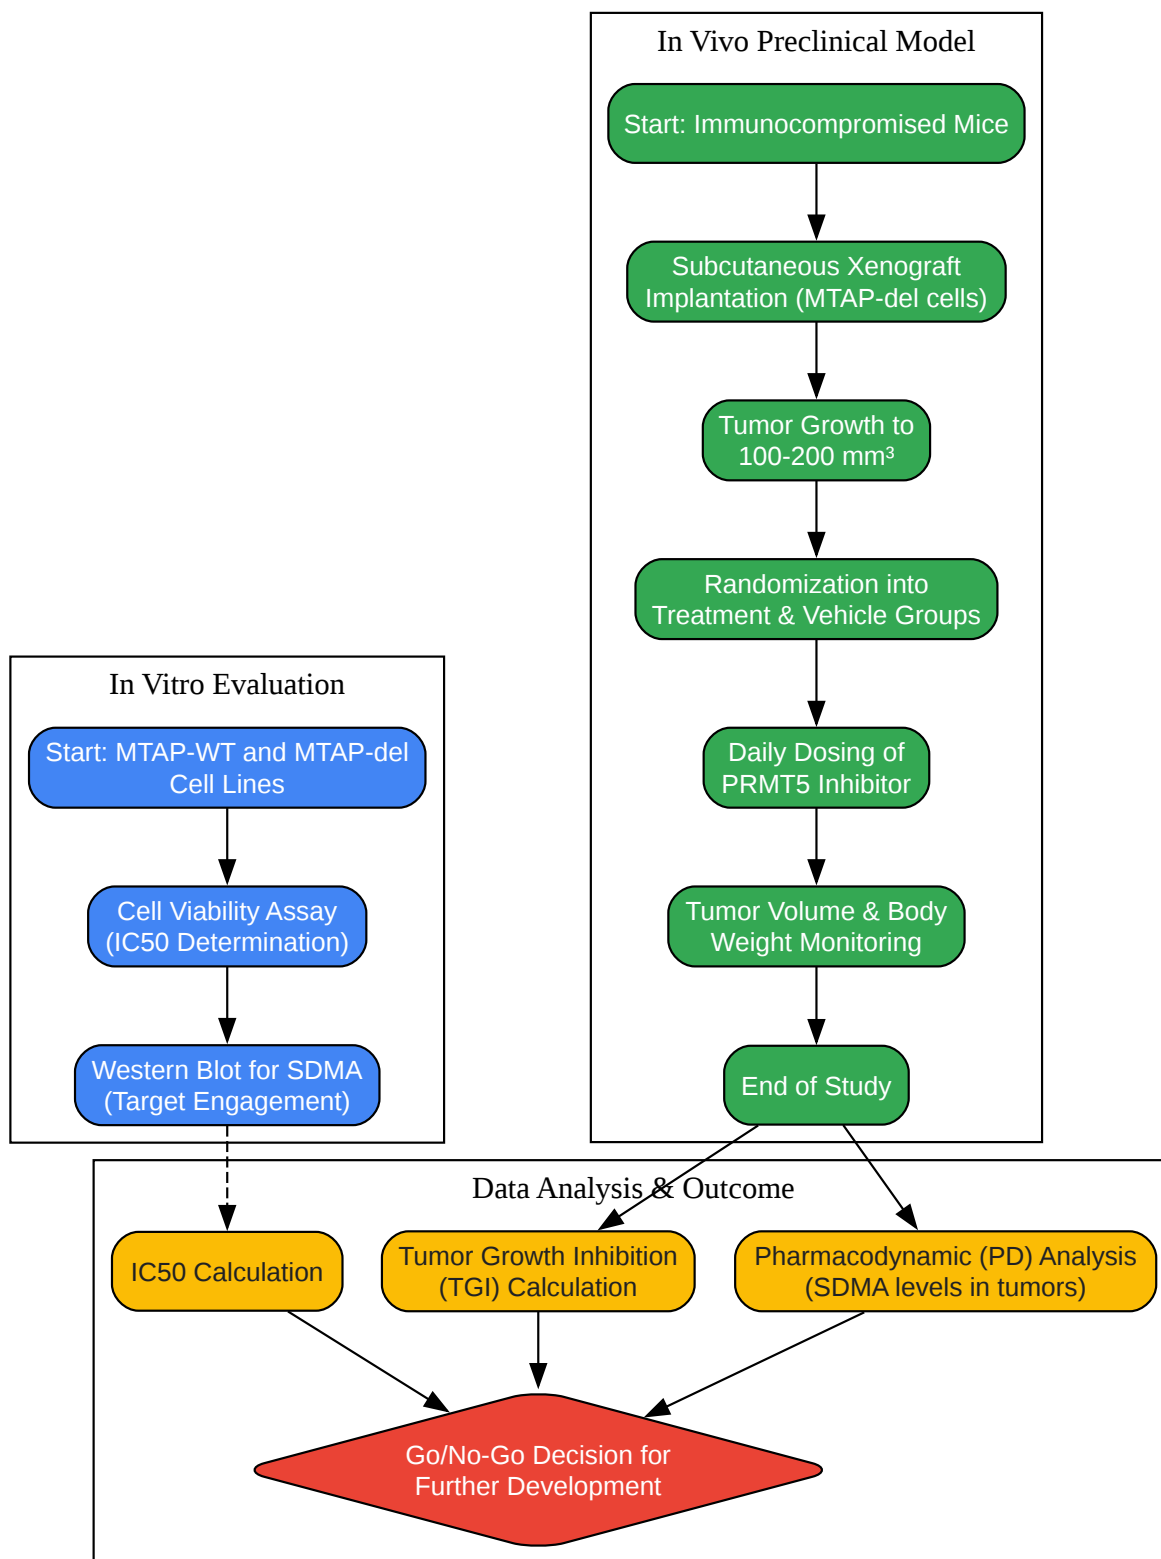 In Vivo Preclinical Model
Start: Immunocompromised Mice
Subcutaneous Xenograft
Implantation (MTAP-del cells)
Tumor Growth to
100-200 mm³
Randomization into
Treatment & Vehicle Groups
Daily Dosing of
PRMT5 Inhibitor
Tumor Volume & Body
Weight Monitoring
End of Study
In Vitro Evaluation
Start: MTAP-WT and MTAP-del
Cell Lines
Cell Viability Assay
(IC50 Determination)
Western Blot for SDMA
(Target Engagement)
Data Analysis & Outcome
IC50 Calculation
Tumor Growth Inhibition
(TGI) Calculation
Pharmacodynamic (PD) Analysis
(SDMA levels in tumors)
Go/No-Go Decision for
Further Development